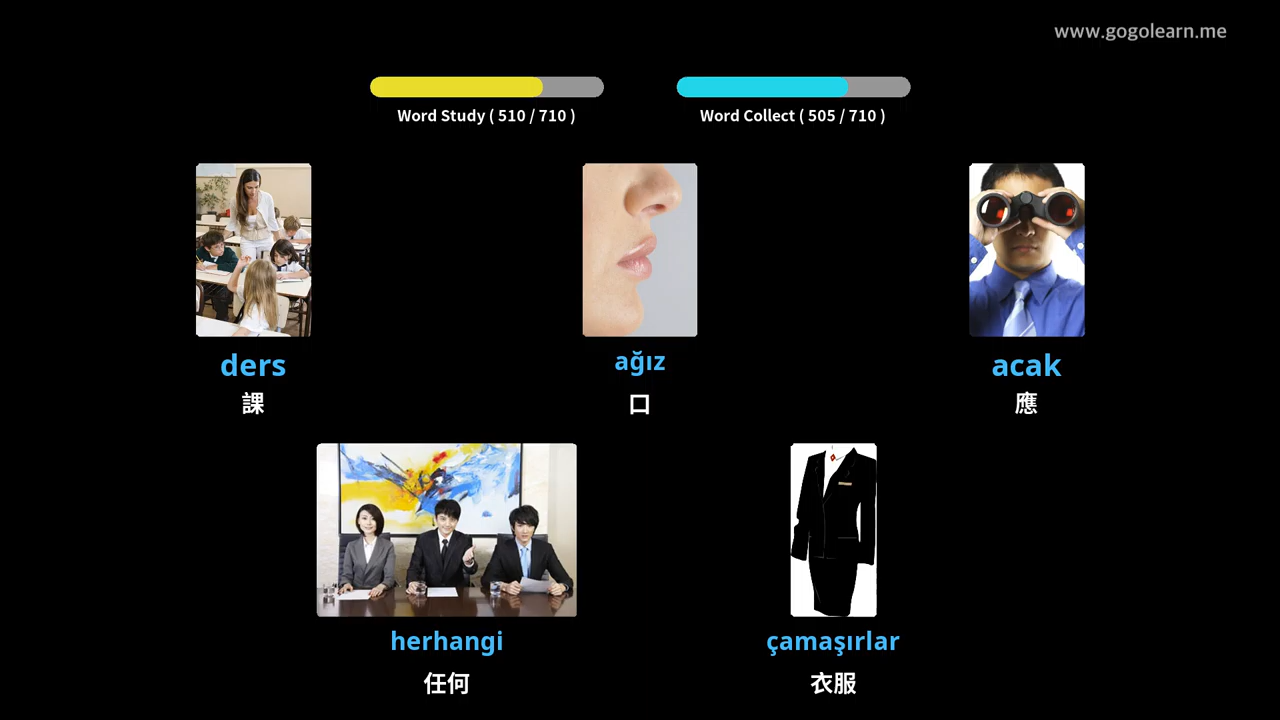 www.gogolearn.me
Word Study ( 510 / 710 )
Word Collect ( 505 / 710 )
ders
課
ağız
口
acak
應
herhangi
任何
çamaşırlar
衣服